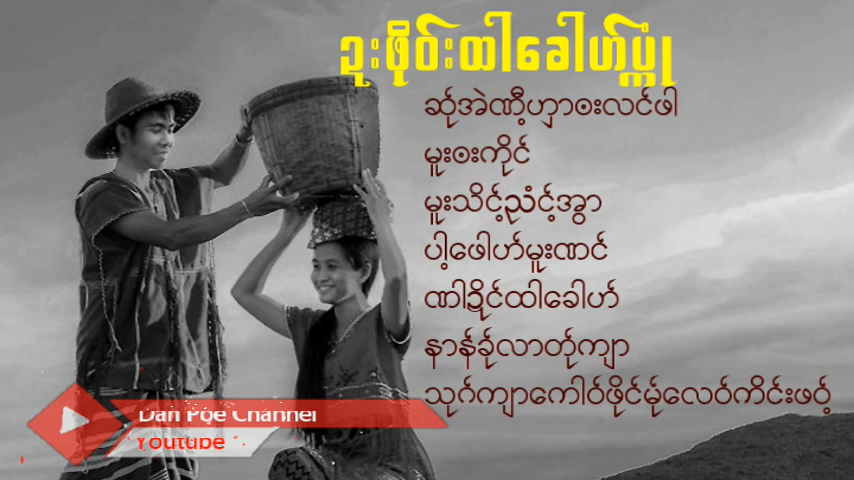 ဍုးဖိုဝ်းထါခေါဟ်ပ္ဍုံ
ဆုံအဲဏီ့ဟှာဝးလင်ဖါ
မူးဝးကိုင်
မူးသိင့်ညံင့်အွာ
ပါ့ဖေါဟ်မူးဏင်
ဏါဍိုင်ထါခေါဟ်
နာန်ခုံလာတုံကျာ
သုဂ်ကျာကေါဝ်ဖိုင်မုံလေဝ်ကိင်းဖဝ့်
Dan Poe Channel
Youtube